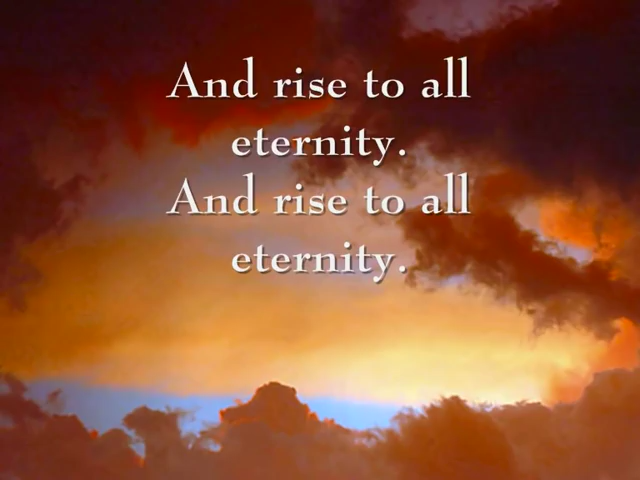 And rise to all
eternity.
And rise to all
eternity.